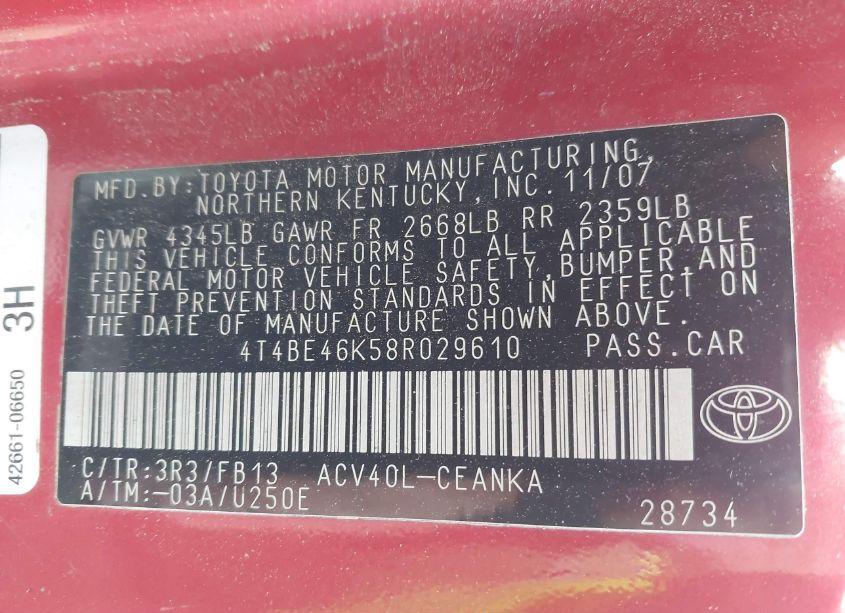 MFD.BY:TOYOTA MOTOR MANUFACTURING,
NORTHERN KENTUCKY, INC. 11/07
GVWR 4345LB GAWR FR 2668LB RR 2359LB
THIS VEHICLE CONFORMS TO ALL APPLICABLE
FEDERAL MOTOR VEHICLE SAFETY,BUMPER,AND
THEFT PREVENTION STANDARDS IN EFFECT ON
THE DATE OF MANUFACTURE SHOWN ABOVE.
4T4BE46K58R029610 PASS.CAR
C/TR:3R3/FB13 ACV40L-CEANKA
A/TM:-03A/U250E
28734
3H
42661-06650